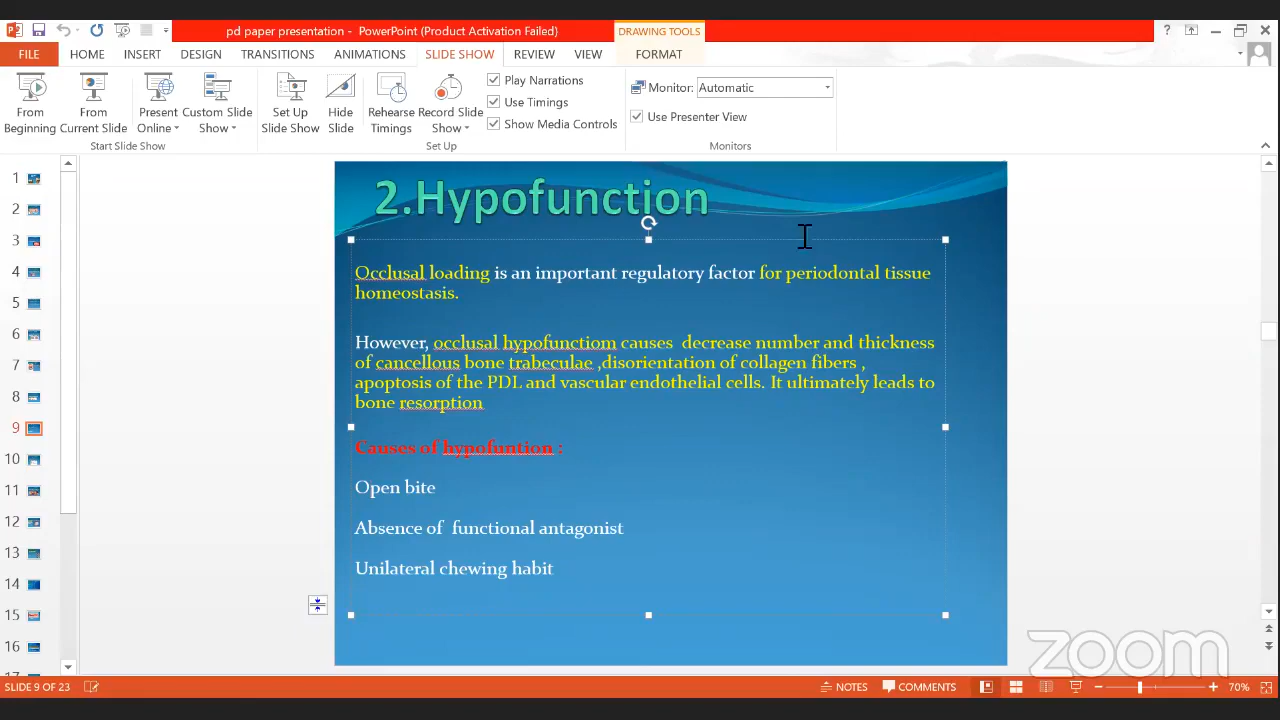 pd paper presentation - PowerPoint (Product Activation Failed)
DRAWING TOOLS
?
FILE HOME INSERT DESIGN TRANSITIONS ANIMATIONS SLIDE SHOW REVIEW VIEW FORMAT
From Beginning
From Current Slide
Present Online
Custom Slide Show
Set Up Slide Show
Hide Slide
Rehearse Timings
Record Slide Show
Play Narrations
Use Timings
Show Media Controls
Monitor: Automatic
Use Presenter View
Start Slide Show
Set Up
Monitors
1
2
3
4
5
6
7
8
9
10
11
12
13
14
15
16
17
2.Hypofunction
Occlusal loading is an important regulatory factor for periodontal tissue
homeostasis.
However, occlusal hypofunctiom causes decrease number and thickness
of cancellous bone trabeculae ,disorientation of collagen fibers ,
apoptosis of the PDL and vascular endothelial cells. It ultimately leads to
bone resorption
Causes of hypofuntion :
Open bite
Absence of functional antagonist
Unilateral chewing habit
zoom
SLIDE 9 OF 23
NOTES
COMMENTS
70%